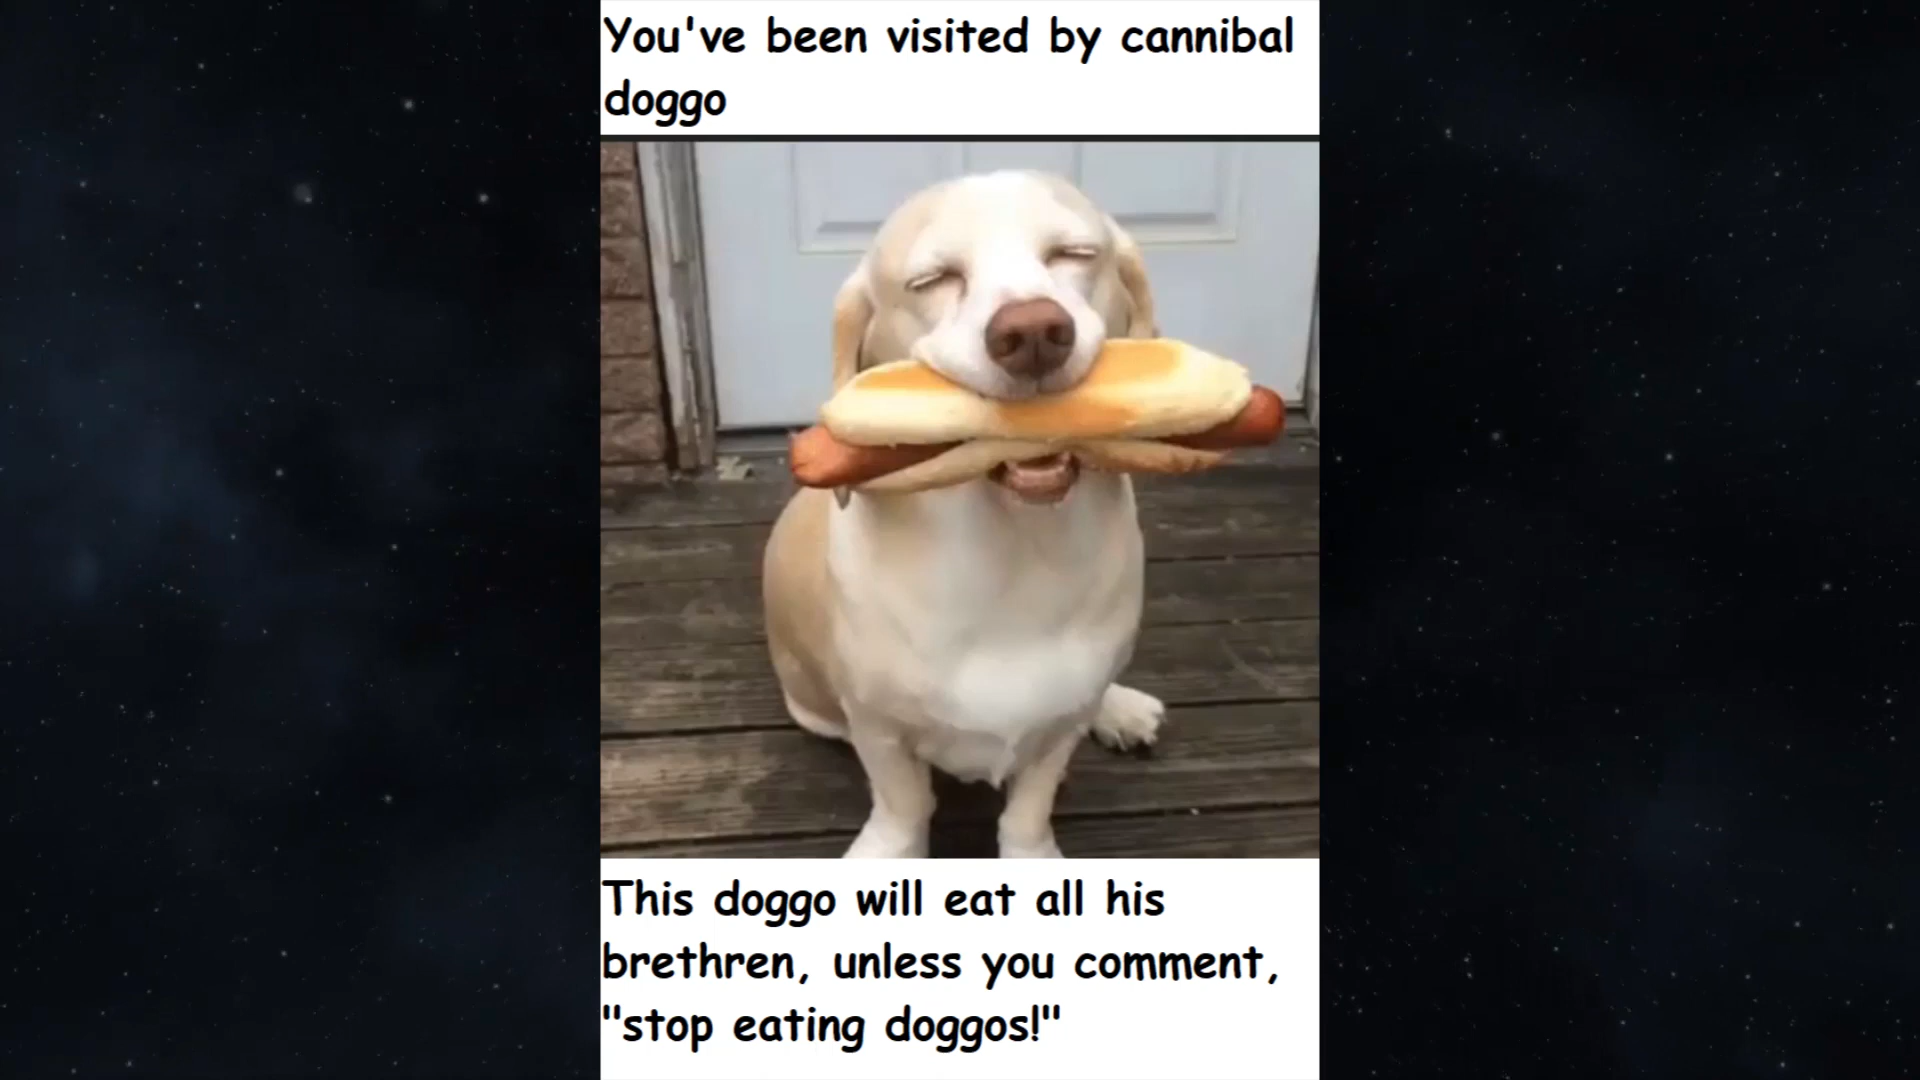 You've been visited by cannibal
doggo
This doggo will eat all his
brethren, unless you comment,
"stop eating doggos!"